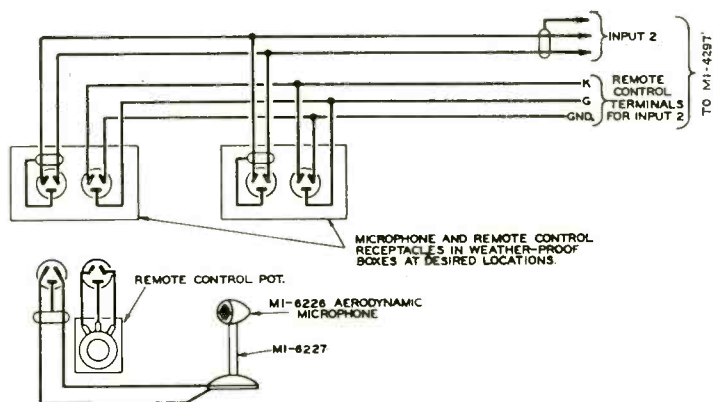 INPUT 2
K
G
GND.
REMOTE
CONTROL
TERMINALS
FOR INPUT 2
TO MI-4297
MICROPHONE AND REMOTE CONTROL
RECEPTACLES IN WEATHER-PROOF
BOXES AT DESIRED LOCATIONS.
REMOTE CONTROL POT.
MI-6226 AERODYNAMIC
MICROPHONE
MI-6227